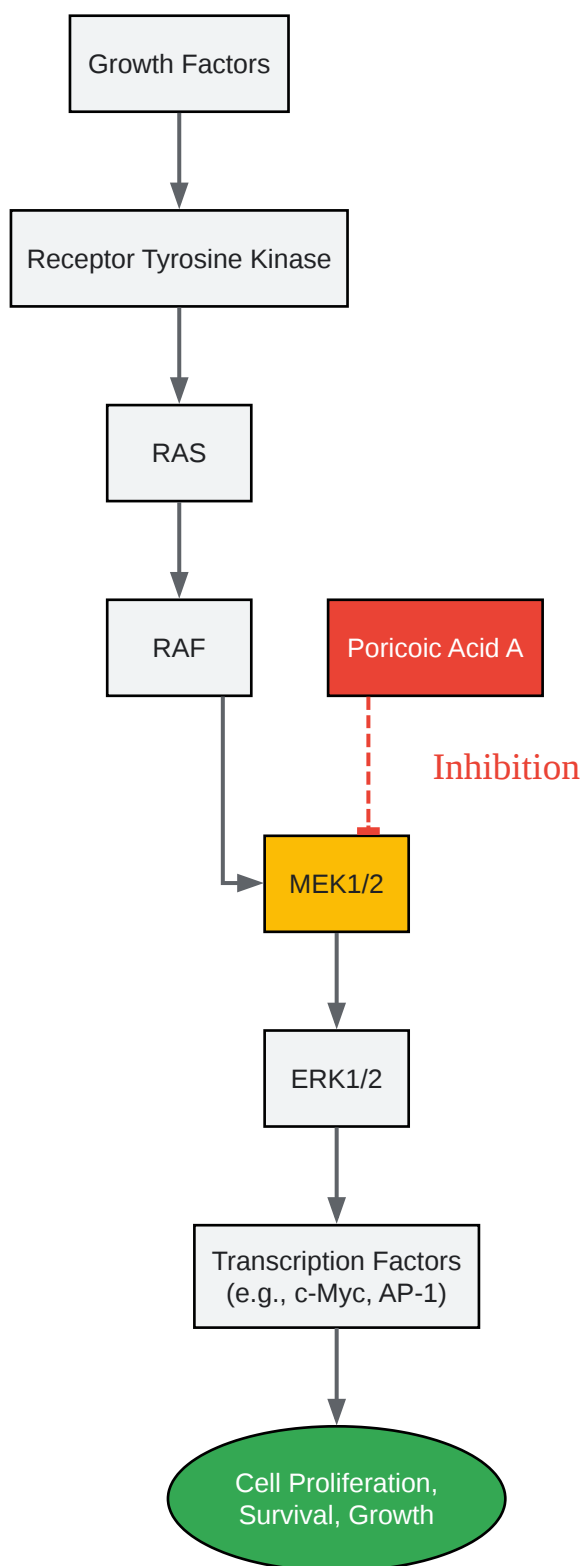 Growth Factors
Receptor Tyrosine Kinase
RAS
RAF
Poricoic Acid A
Inhibition
MEK1/2
ERK1/2
Transcription Factors
(e.g., c-Myc, AP-1)
Cell Proliferation,
Survival, Growth